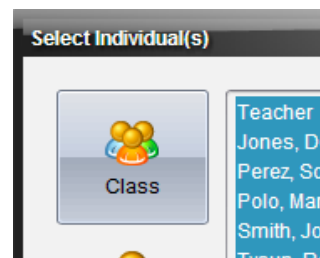 Select Individual(s)
Class
Teacher
Jones, D
Perez, Sc
Polo, Mar
Smith, Jo